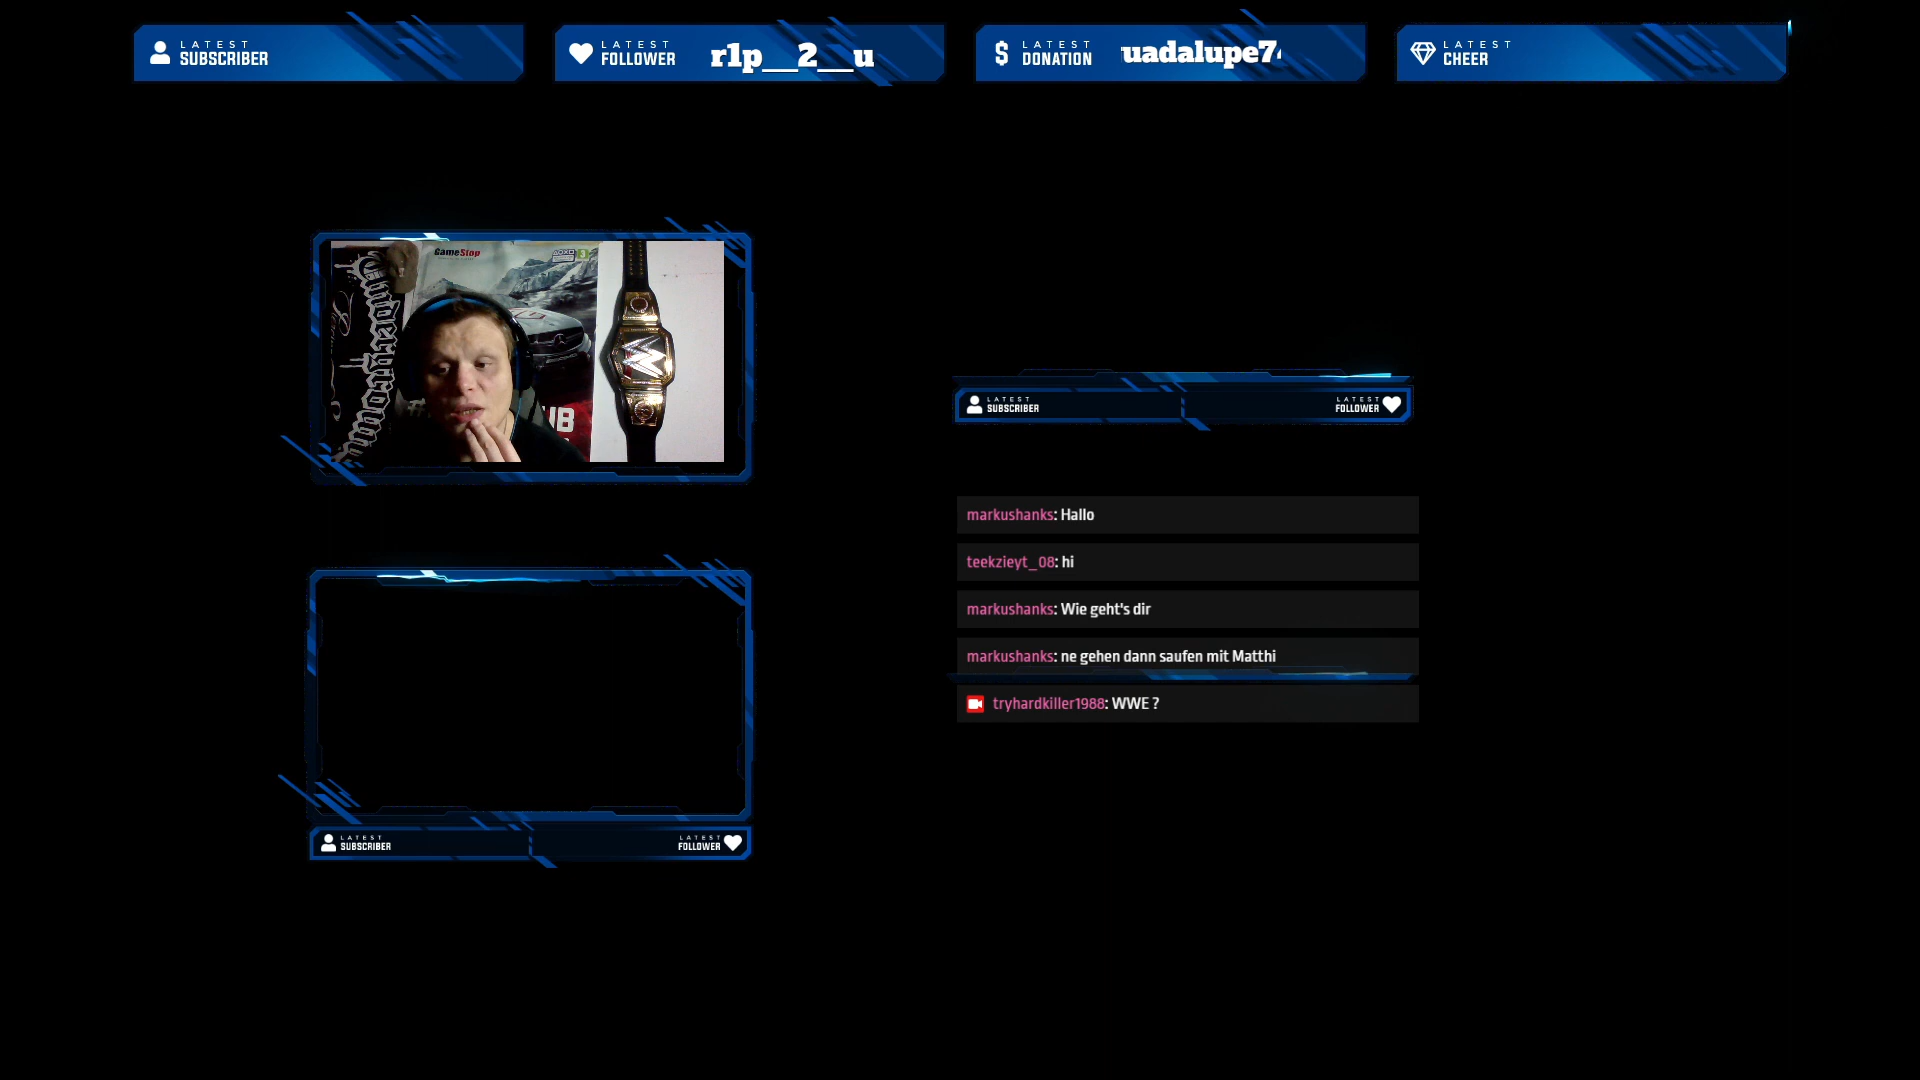 LATEST
SUBSCRIBER
LATEST
FOLLOWER
r1p__2__u
LATEST
DONATION
uadalupe7
LATEST
CHEER
GameStop
LATEST
SUBSCRIBER
LATEST
FOLLOWER
markushanks: Hallo
teekzieyt_08: hi
markushanks: Wie geht's dir
markushanks: ne gehen dann saufen mit Matthi
tryhardkiller1988: WWE ?
LATEST
SUBSCRIBER
LATEST
FOLLOWER